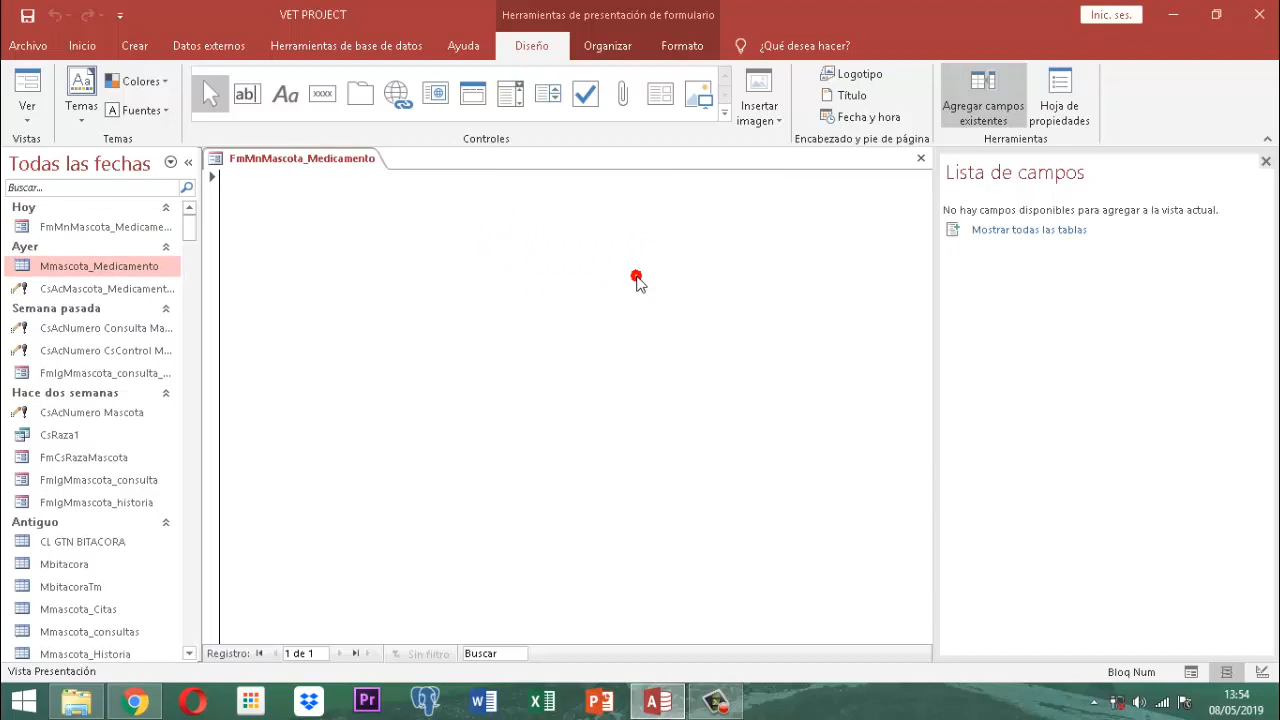 VET PROJECT
Herramientas de presentación de formulario
Inic. ses.
Archivo
Inicio
Crear
Datos externos
Herramientas de base de datos
Ayuda
Diseño
Organizar
Formato
¿Qué desea hacer?
Ver
Temas
Colores
Fuentes
ab|
Aa
xxxx
Insertar
imagen
Logotipo
Título
Fecha y hora
Agregar campos
existentes
Hoja de
propiedades
Vistas
Temas
Controles
Encabezado y pie de página
Herramientas
Todas las fechas
FmMnMascota_Medicamento
Lista de campos
Buscar...
Hoy
FmMnMascota_Medicame...
No hay campos disponibles para agregar a la vista actual.
Mostrar todas las tablas
Ayer
Mmascota_Medicamento
CsAcMascota_Medicament...
Semana pasada
CsAcNumero Consulta Ma...
CsAcNumero CsControl M...
FmIgMascota_consulta_...
Hace dos semanas
CsAcNumero Mascota
CsRaza1
FmCsRazaMascota
FmIgMmascota_consulta
FmIgMmascota_historia
Antiguo
CL GTN BITACORA
Mbitacora
MbitacoraTm
Mmascota_Citas
Mmascota_consultas
Mmascota_Historia
Registro:
1 de 1
Sin filtro
Buscar
Vista Presentación
Bloq Num
13:54
08/05/2019